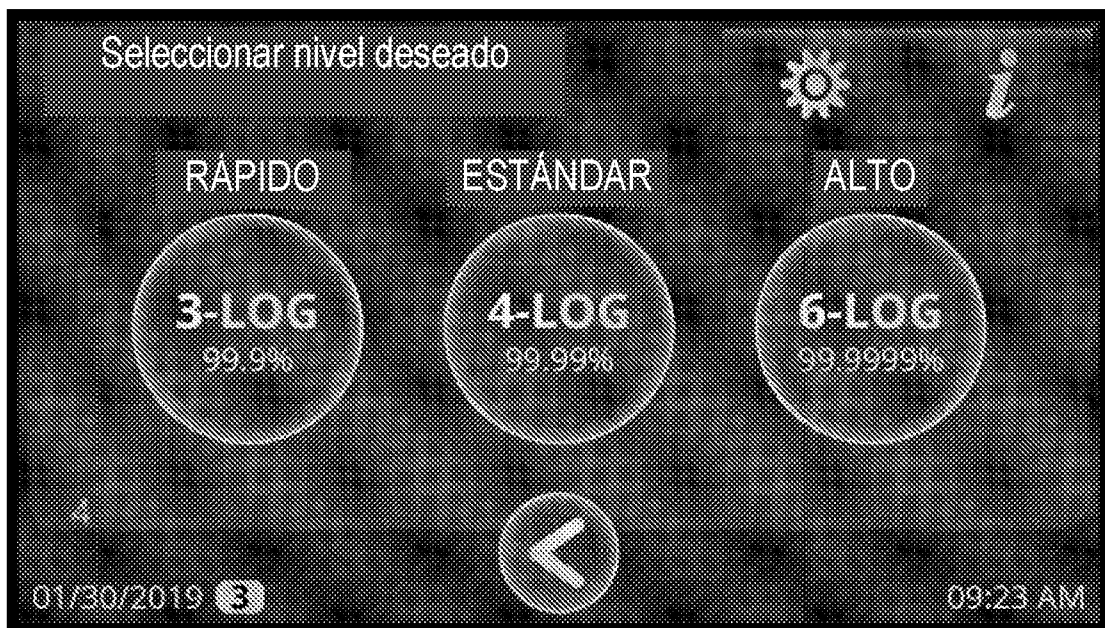 Seleccionar nivel deseado
i
RÁPIDO
ESTÁNDAR
ALTO
3-LOG
4-LOG
6-LOG
99.9%
99.99%
99.9999%
4
01/30/2019 3
09:23 AM